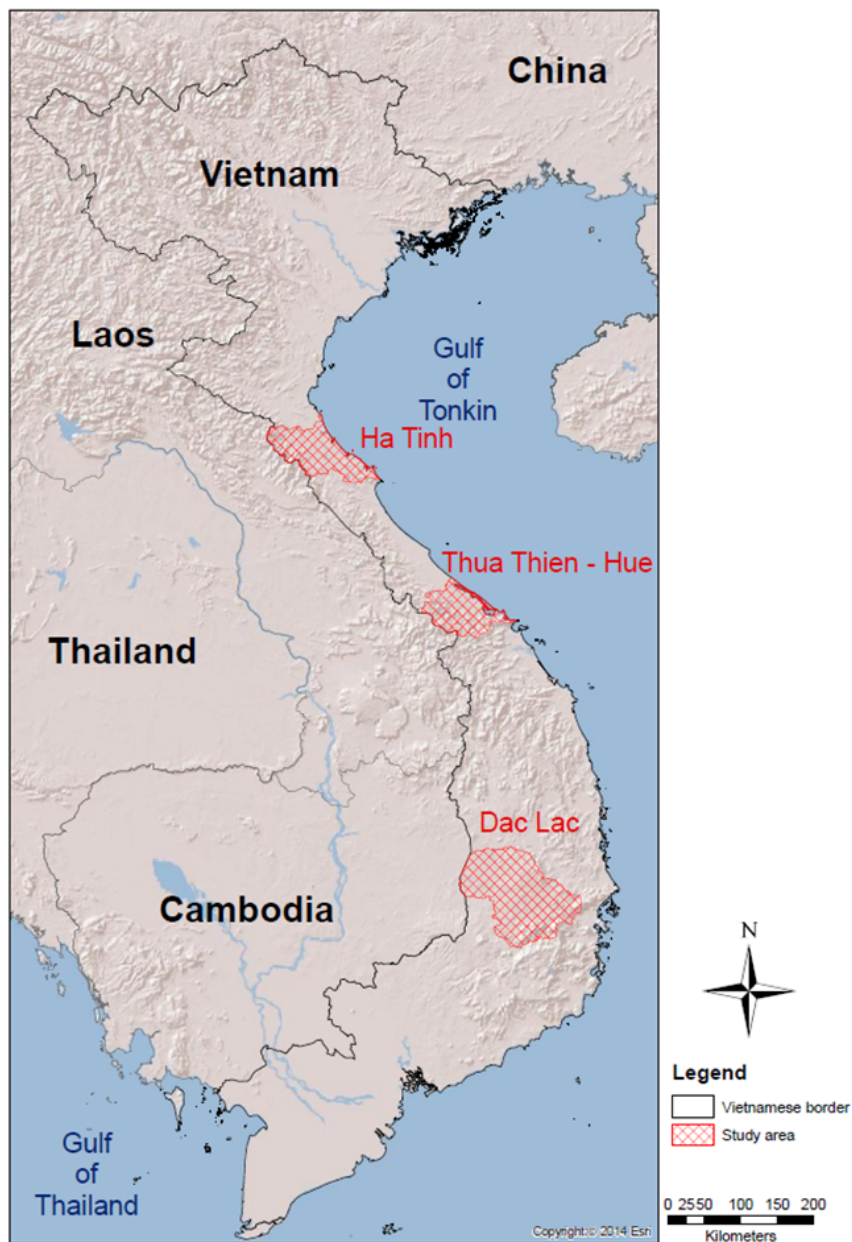 China
Vietnam
Laos
Gulf
of
Tonkin
Ha Tinh
Thua Thien - Hue
Thailand
Dac Lac
Cambodia
Gulf
of
Thailand
Copyright:© 2014 Esri
N
Legend
Vietnamese border
Study area
0 25 50 100 150 200
Kilometers